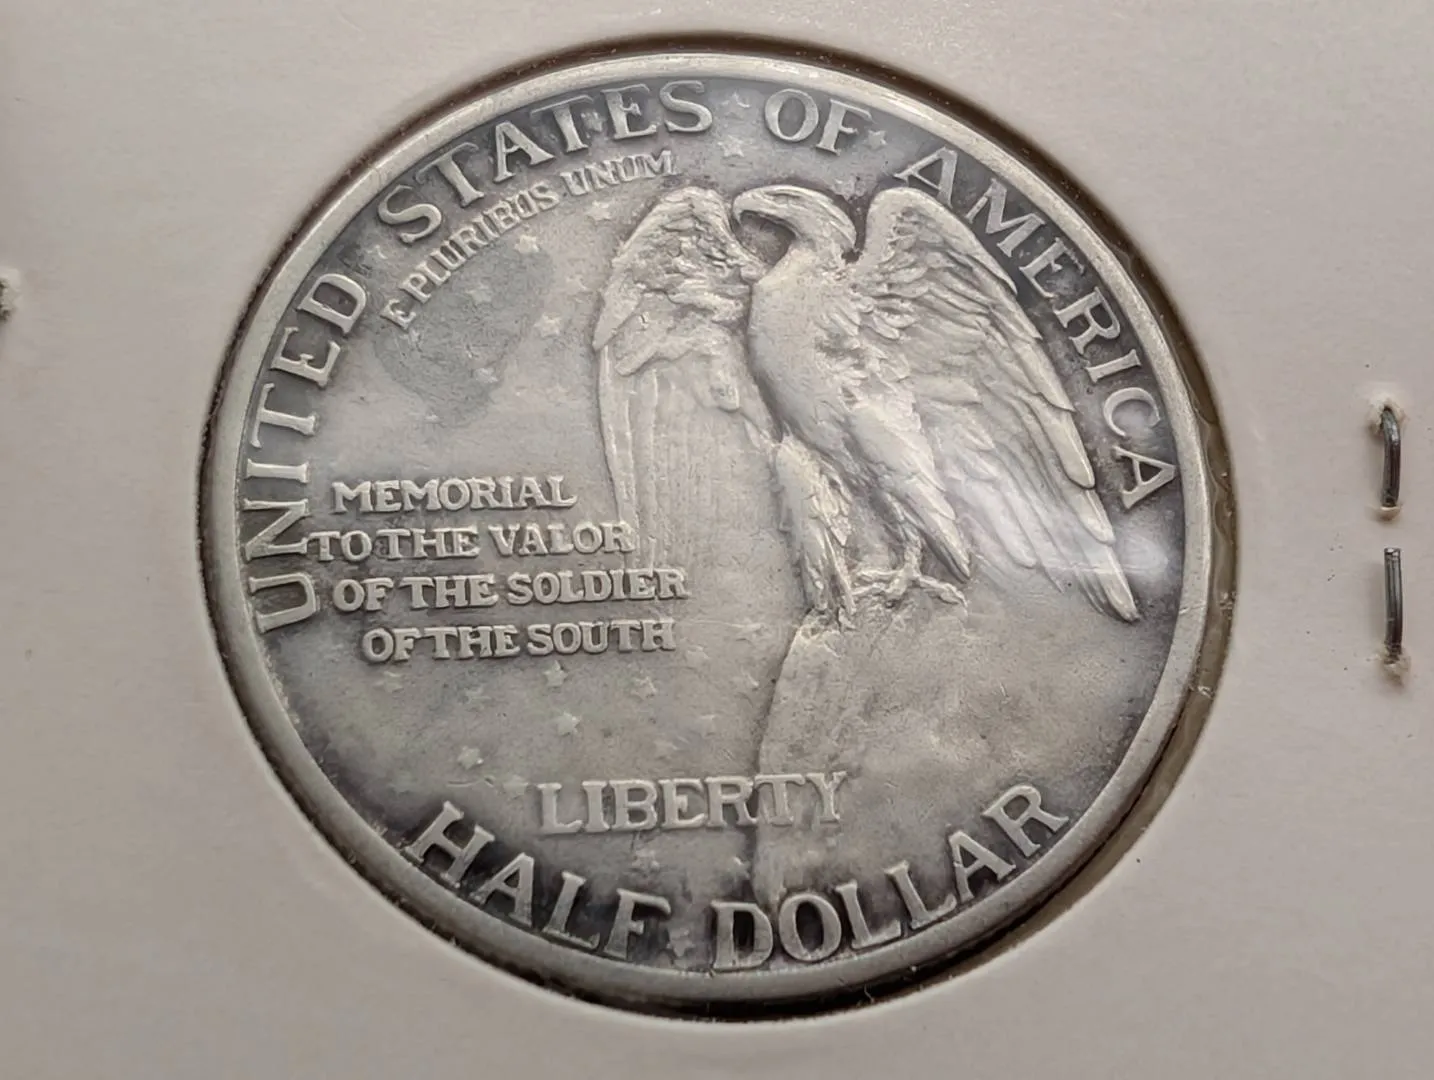 UNITED STATES OF AMERICA
E PLURIBUS UNUM
MEMORIAL
TO THE VALOR
OF THE SOLDIER
OF THE SOUTH
LIBERTY
HALF DOLLAR